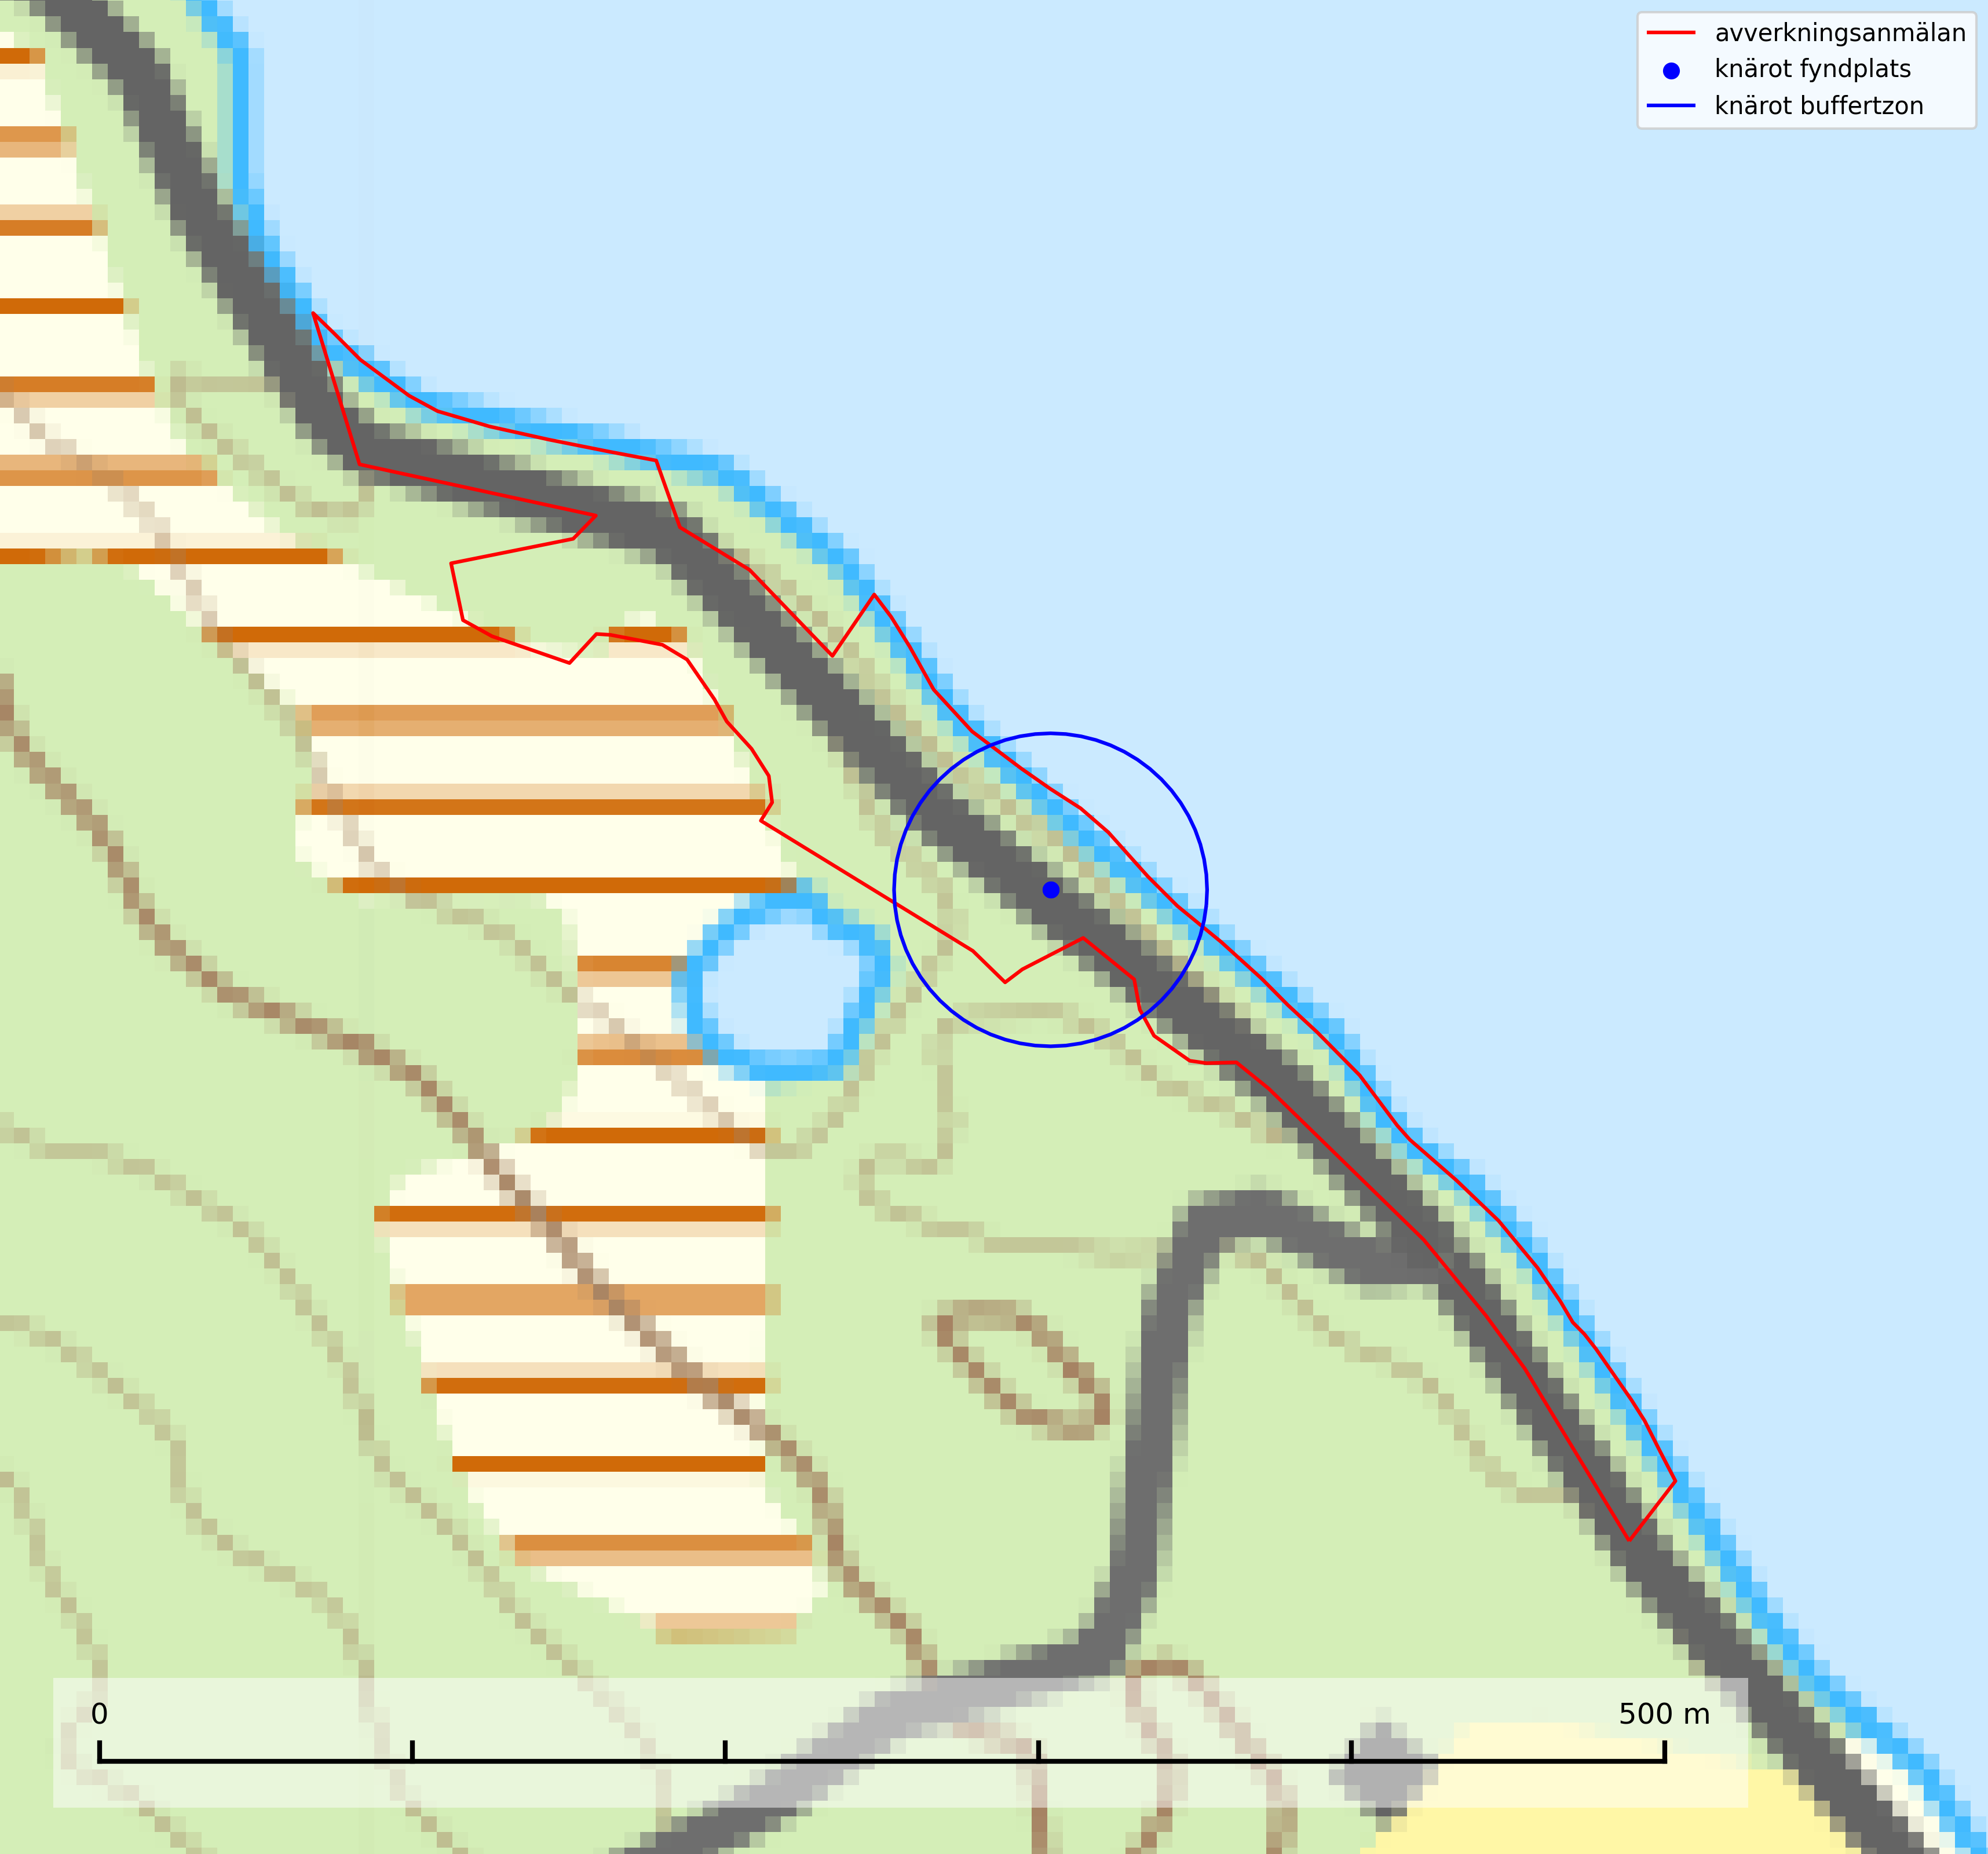 avverkningsanmälan
knärot fyndplats
knärot buffertzon
0
500 m